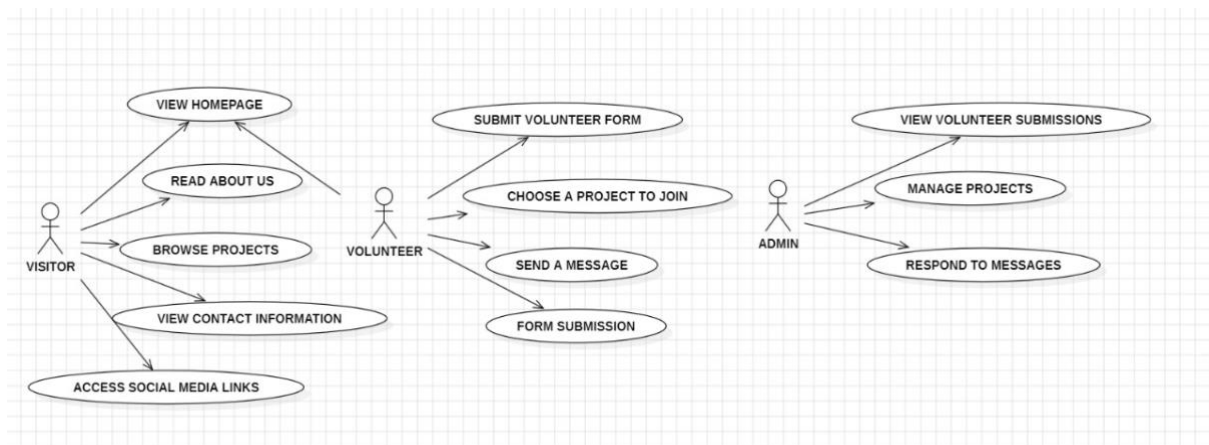 VIEW HOMEPAGE
READ ABOUT US
BROWSE PROJECTS
VISITOR
VIEW CONTACT INFORMATION
ACCESS SOCIAL MEDIA LINKS
SUBMIT VOLUNTEER FORM
CHOOSE A PROJECT TO JOIN
VOLUNTEER
SEND A MESSAGE
FORM SUBMISSION
VIEW VOLUNTEER SUBMISSIONS
MANAGE PROJECTS
ADMIN
RESPOND TO MESSAGES